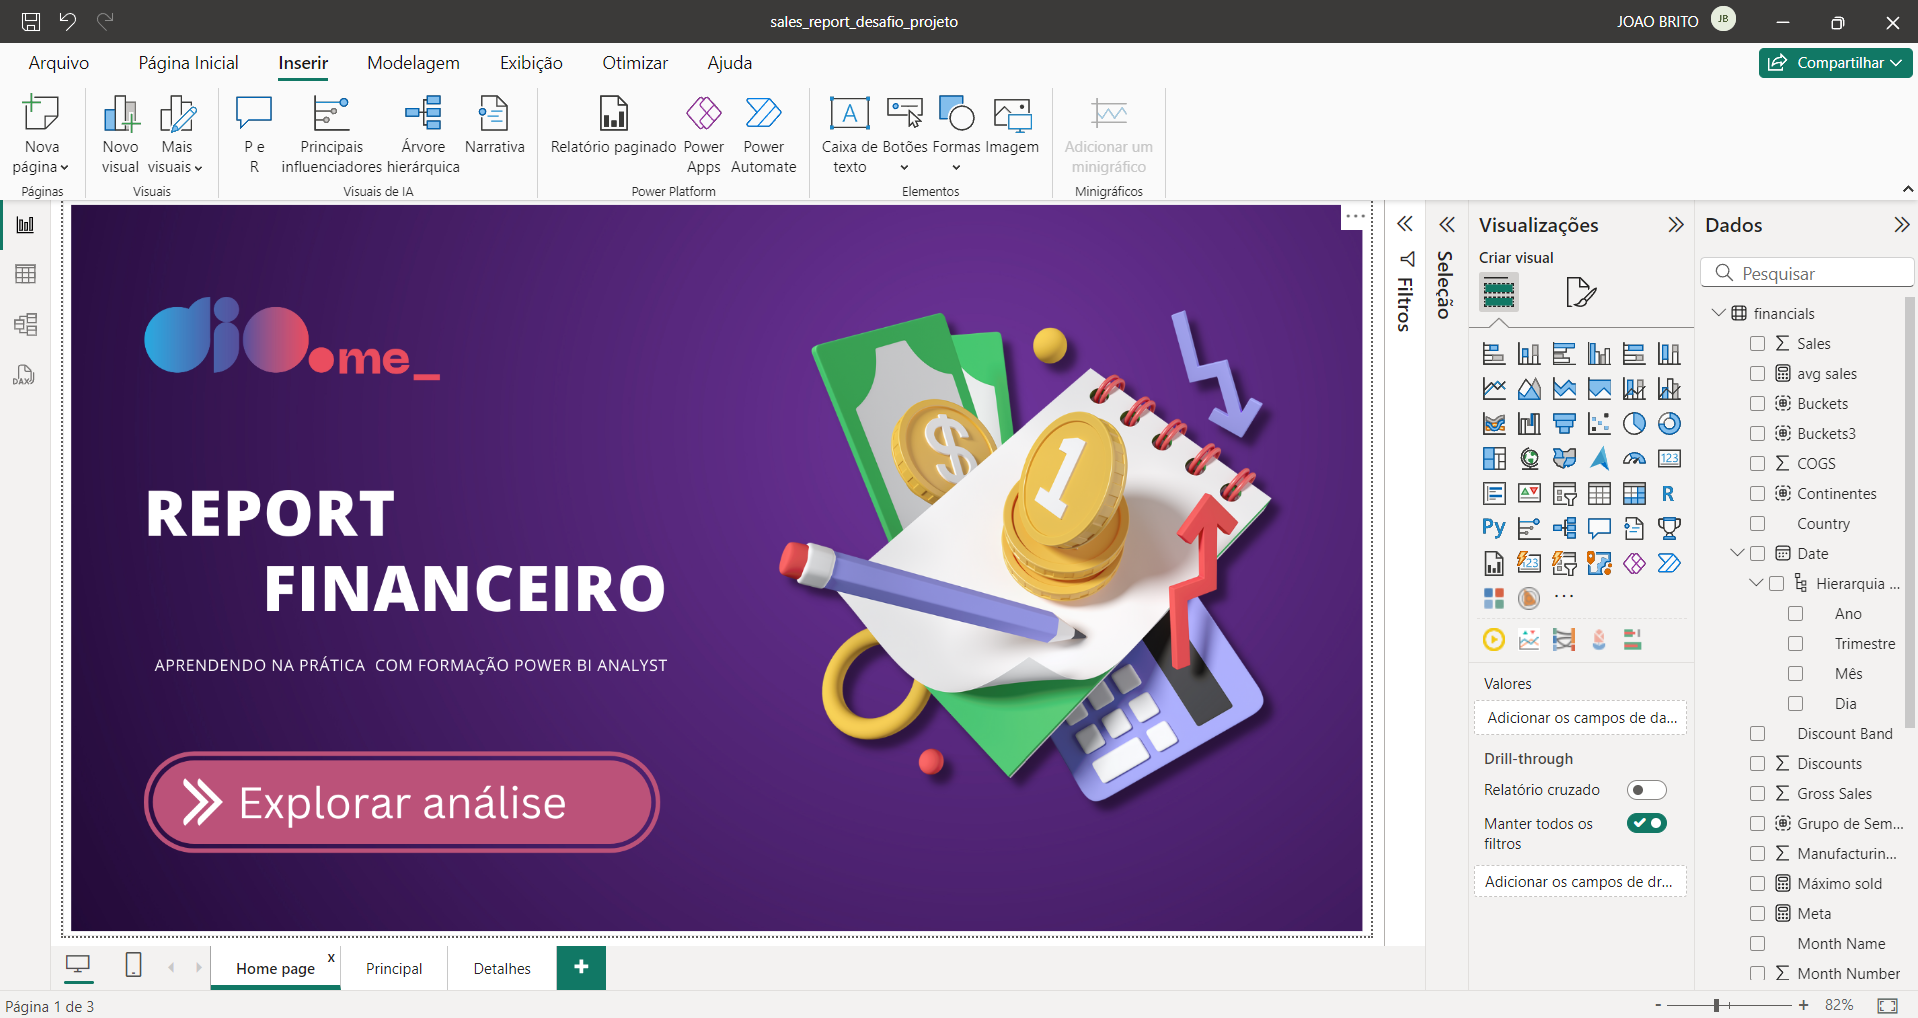 sales_report_desafio_projeto
JOAO BRITO
JB
Arquivo
Página Inicial
Inserir
Modelagem
Exibição
Otimizar
Ajuda
Compartilhar
Nova página
Novo visual
Mais visuais
P e R
Principais influenciadores
Árvore hierárquica
Narrativa
Relatório paginado
Power Apps
Power Automate
Caixa de texto
Botões
Formas
Imagem
Adicionar um minigráfico
Páginas
Visuais
Visuais de IA
Power Platform
Elementos
Minigráficos
DAX
dio.me_
REPORT
FINANCEIRO
APRENDENDO NA PRÁTICA COM FORMAÇÃO POWER BI ANALYST
Explorar análise
$
1
Filtros
Seleção
Visualizações
Criar visual
123
R
Py
123
Valores
Adicionar os campos de da...
Drill-through
Relatório cruzado
Manter todos os
filtros
Adicionar os campos de dr...
Dados
Pesquisar
financials
Sales
avg sales
Buckets
Buckets3
COGS
Continentes
Country
Date
Hierarquia ...
Ano
Trimestre
Mês
Dia
Discount Band
Discounts
Gross Sales
Grupo de Sem...
Manufacturin...
Máximo sold
Meta
Month Name
Month Number
Home page
x
Principal
Detalhes
+
Página 1 de 3
- + 82%